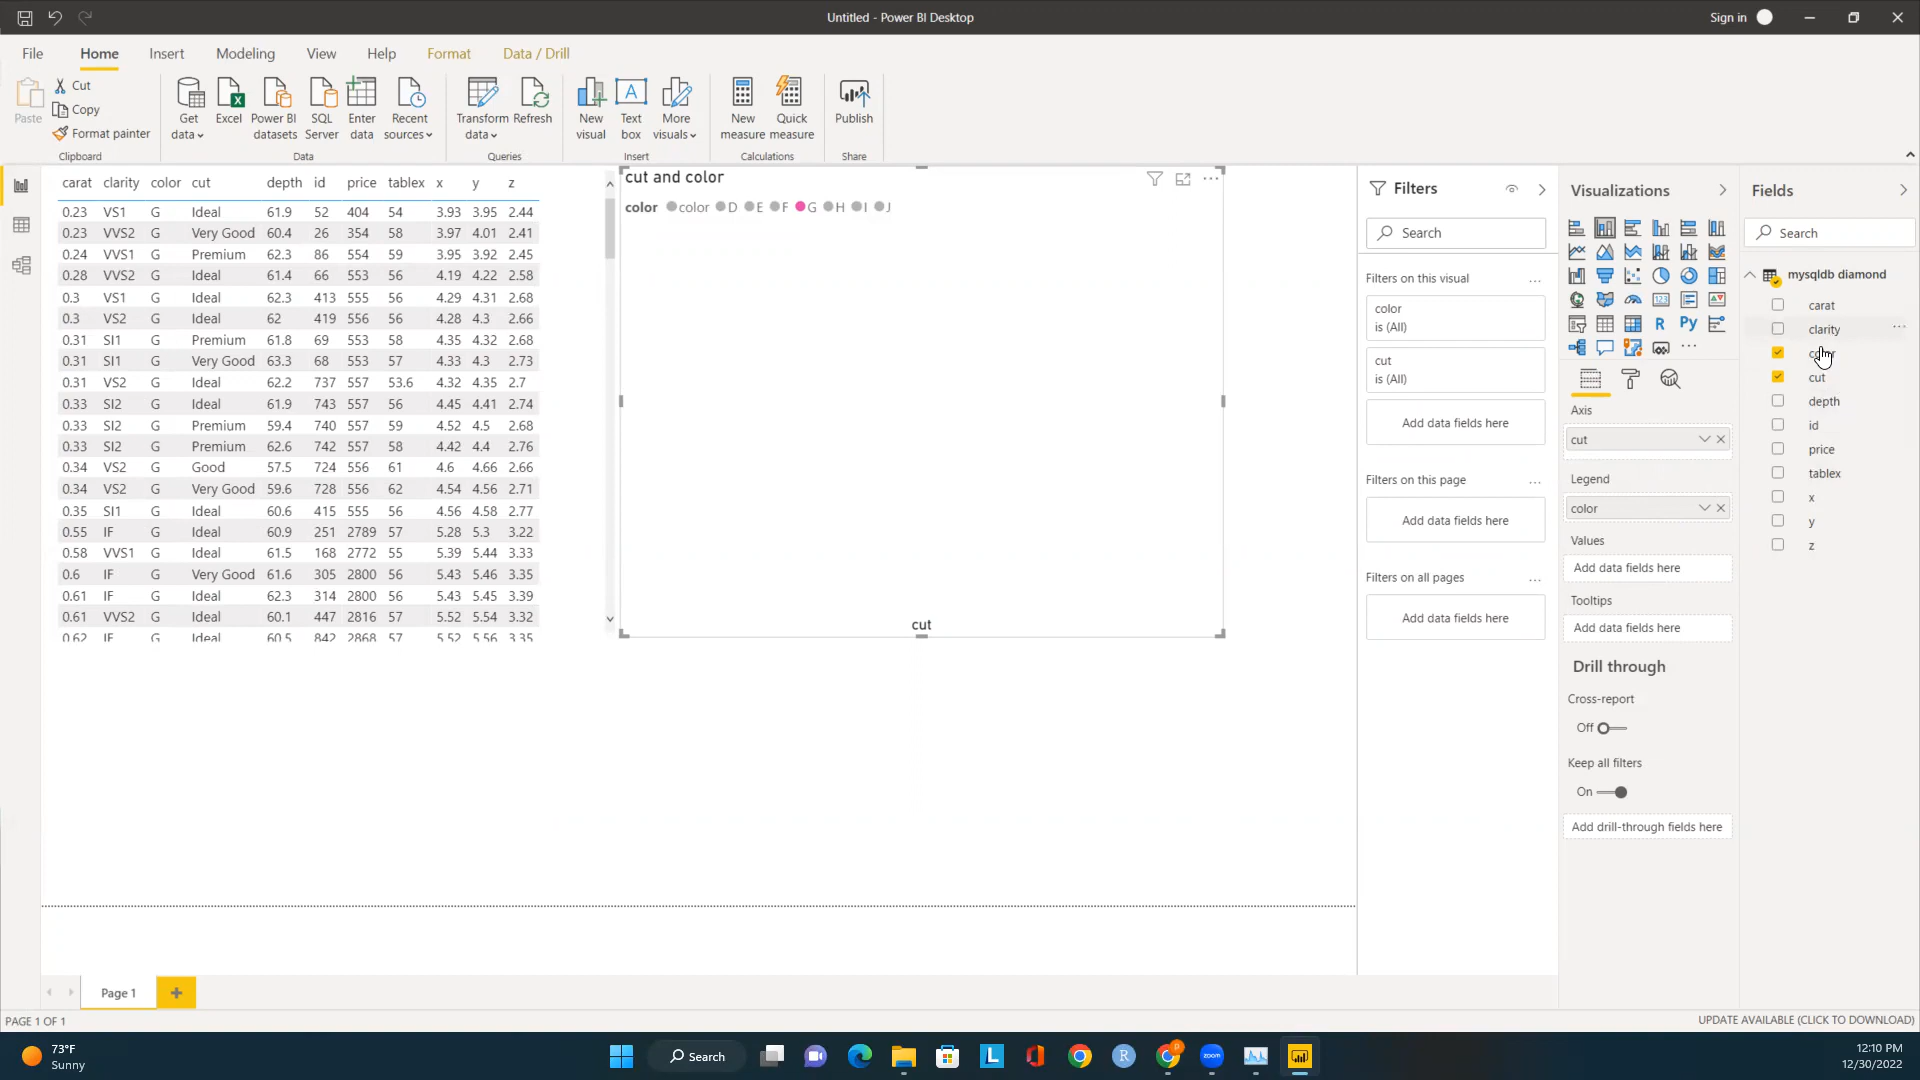 Untitled - Power BI Desktop
Sign in
File Home Insert Modeling View Help Format Data / Drill
Paste
Cut
Copy
Format painter
Clipboard
Get data
Excel
Power BI datasets
SQL Server
Enter data
Recent sources
Data
Transform data
Refresh
Queries
New visual
Text box
More visuals
Insert
New measure
Quick measure
Calculations
Publish
Share
carat clarity color cut depth id price tablex x y z
0.23 VS1 G Ideal 61.9 52 404 54 3.93 3.95 2.44
0.23 VVS2 G Very Good 60.4 26 354 58 3.97 4.01 2.41
0.24 VVS1 G Premium 62.3 86 554 59 3.95 3.92 2.45
0.28 VVS2 G Ideal 61.4 66 553 56 4.19 4.22 2.58
0.3 VS1 G Ideal 62.3 413 555 56 4.29 4.31 2.68
0.3 VS2 G Ideal 62 419 556 56 4.28 4.3 2.66
0.31 SI1 G Premium 61.8 69 553 58 4.35 4.32 2.68
0.31 SI1 G Very Good 63.3 68 553 57 4.33 4.3 2.73
0.31 VS2 G Ideal 62.2 737 557 53.6 4.32 4.35 2.7
0.33 SI2 G Ideal 61.9 743 557 56 4.45 4.41 2.74
0.33 SI2 G Premium 59.4 740 557 59 4.52 4.5 2.68
0.33 SI2 G Premium 62.6 742 557 58 4.42 4.4 2.76
0.34 VS2 G Good 57.5 724 556 61 4.6 4.66 2.66
0.34 VS2 G Very Good 59.6 728 556 62 4.54 4.56 2.71
0.35 SI1 G Ideal 60.6 415 555 56 4.56 4.58 2.77
0.55 IF G Ideal 60.9 251 2789 57 5.28 5.3 3.22
0.58 VVS1 G Ideal 61.5 168 2772 55 5.39 5.44 3.33
0.6 IF G Very Good 61.6 305 2800 56 5.43 5.46 3.35
0.61 IF G Ideal 62.3 314 2800 56 5.43 5.45 3.39
0.61 VVS2 G Ideal 60.1 447 2816 57 5.52 5.54 3.32
0.62 IF G Ideal 60.5 842 2868 57 5.52 5.56 3.35
cut and color
color color D E F G H I J
cut
Filters
Search
Filters on this visual
color
is (All)
cut
is (All)
Add data fields here
Filters on this page
Add data fields here
Filters on all pages
Add data fields here
Visualizations
R Py
123
Axis
cut
Legend
color
Values
Add data fields here
Tooltips
Add data fields here
Drill through
Cross-report
Off
Keep all filters
On
Add drill-through fields here
Fields
Search
mysqldb diamond
carat
clarity
cut
depth
id
price
tablex
x
y
z
Page 1
PAGE 1 OF 1
UPDATE AVAILABLE (CLICK TO DOWNLOAD)
73°F
Sunny
Search
L
R
zoom
12:10 PM
12/30/2022